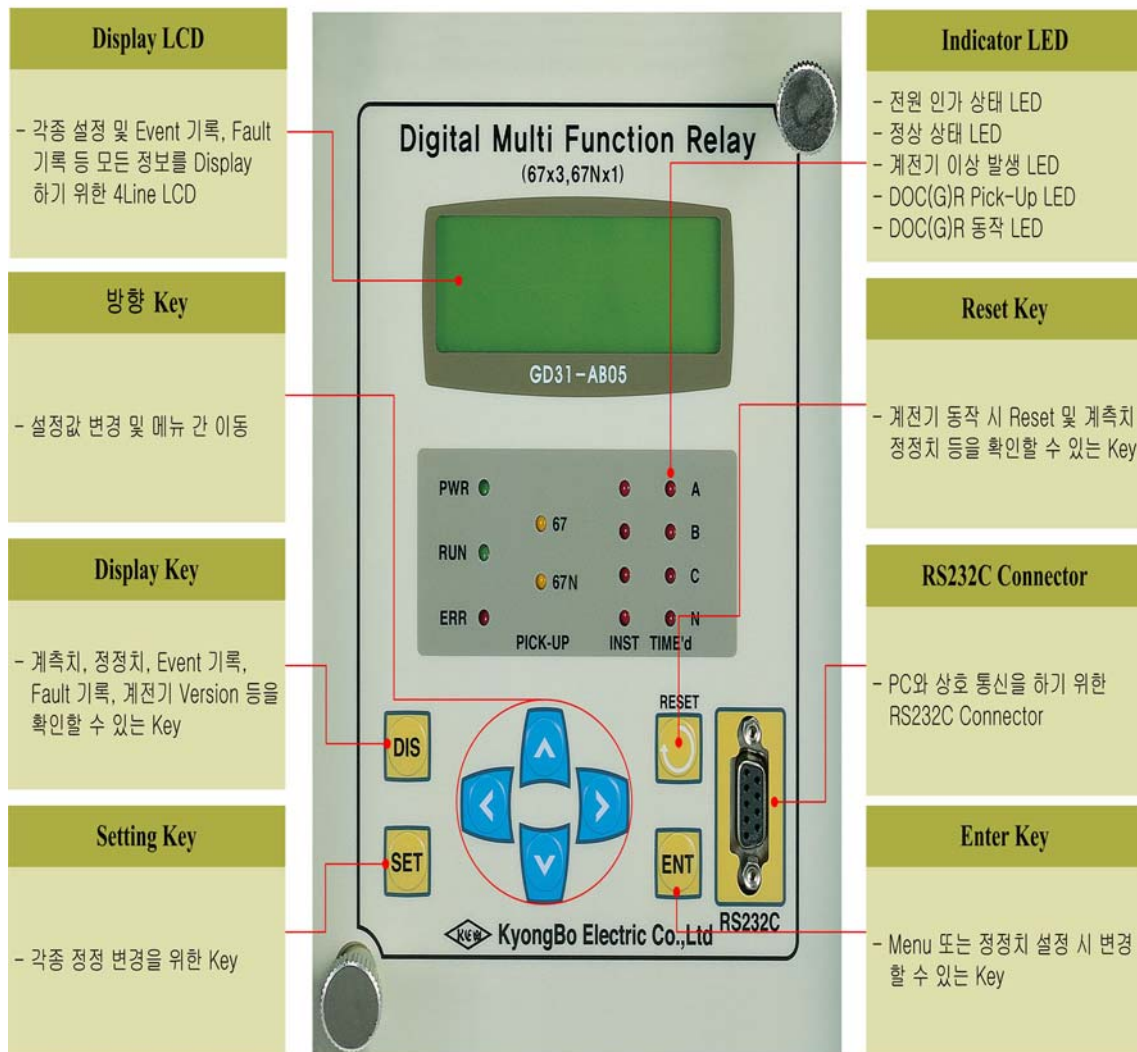 Display LCD
- 각종 설정 및 Event 기록, Fault
기록 등 모든 정보를 Display
하기 위한 4Line LCD
방향 Key
- 설정값 변경 및 메뉴 간 이동
Display Key
- 계측치, 정정치, Event 기록,
Fault 기록, 계전기 Version 등을
확인할 수 있는 Key
Setting Key
- 각종 정정 변경을 위한 Key
Digital Multi Function Relay
(67x3,67Nx1)
GD31-AB05
PWR
67
RUN
67N
ERR
PICK-UP
INST
TIME'd
A
B
C
N
DIS
SET
RESET
ENT
RS232C
KyongBo Electric Co.,Ltd
Indicator LED
- 전원 인가 상태 LED
- 정상 상태 LED
- 계전기 이상 발생 LED
- DOC(G)R Pick-Up LED
- DOC(G)R 동작 LED
Reset Key
- 계전기 동작 시 Reset 및 계측치
정정치 등을 확인할 수 있는 Key
RS232C Connector
- PC와 상호 통신을 하기 위한
RS232C Connector
Enter Key
- Menu 또는 정정치 설정 시 변경
할 수 있는 Key